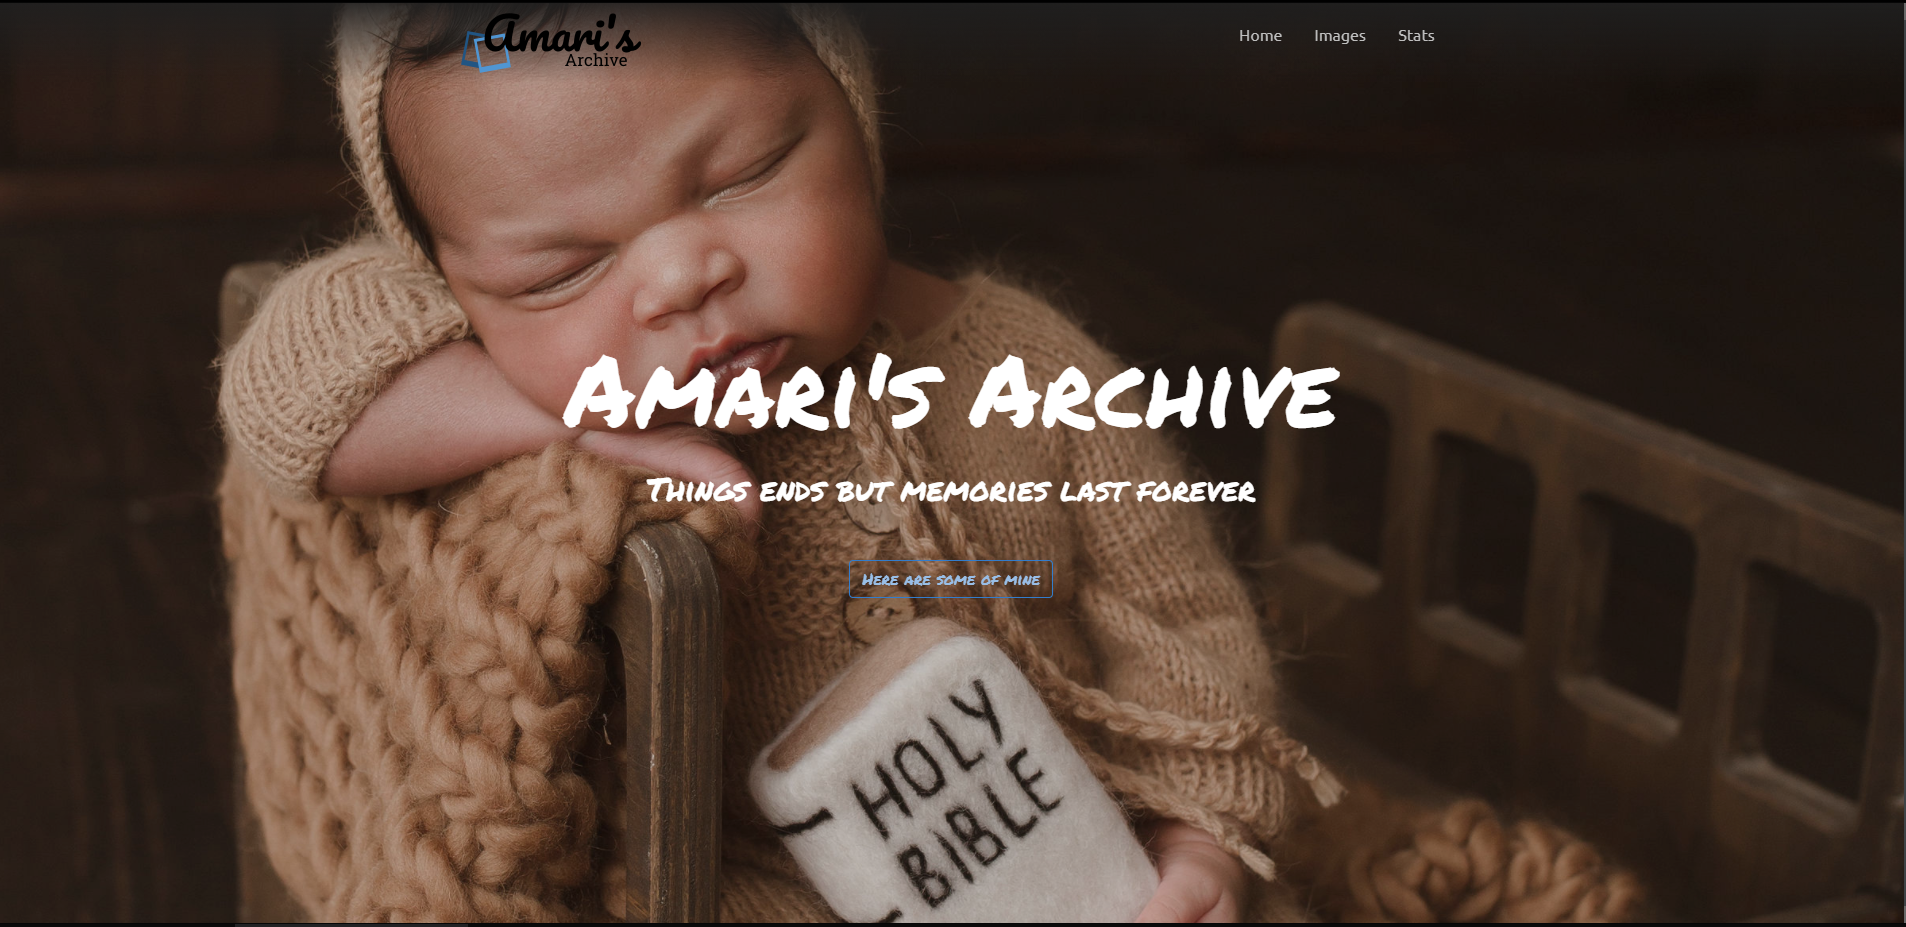 Amari's
Archive
Home Images Stats
Amari's Archive
Things ends but memories last forever
Here are some of mine
HOLY
BIBLE